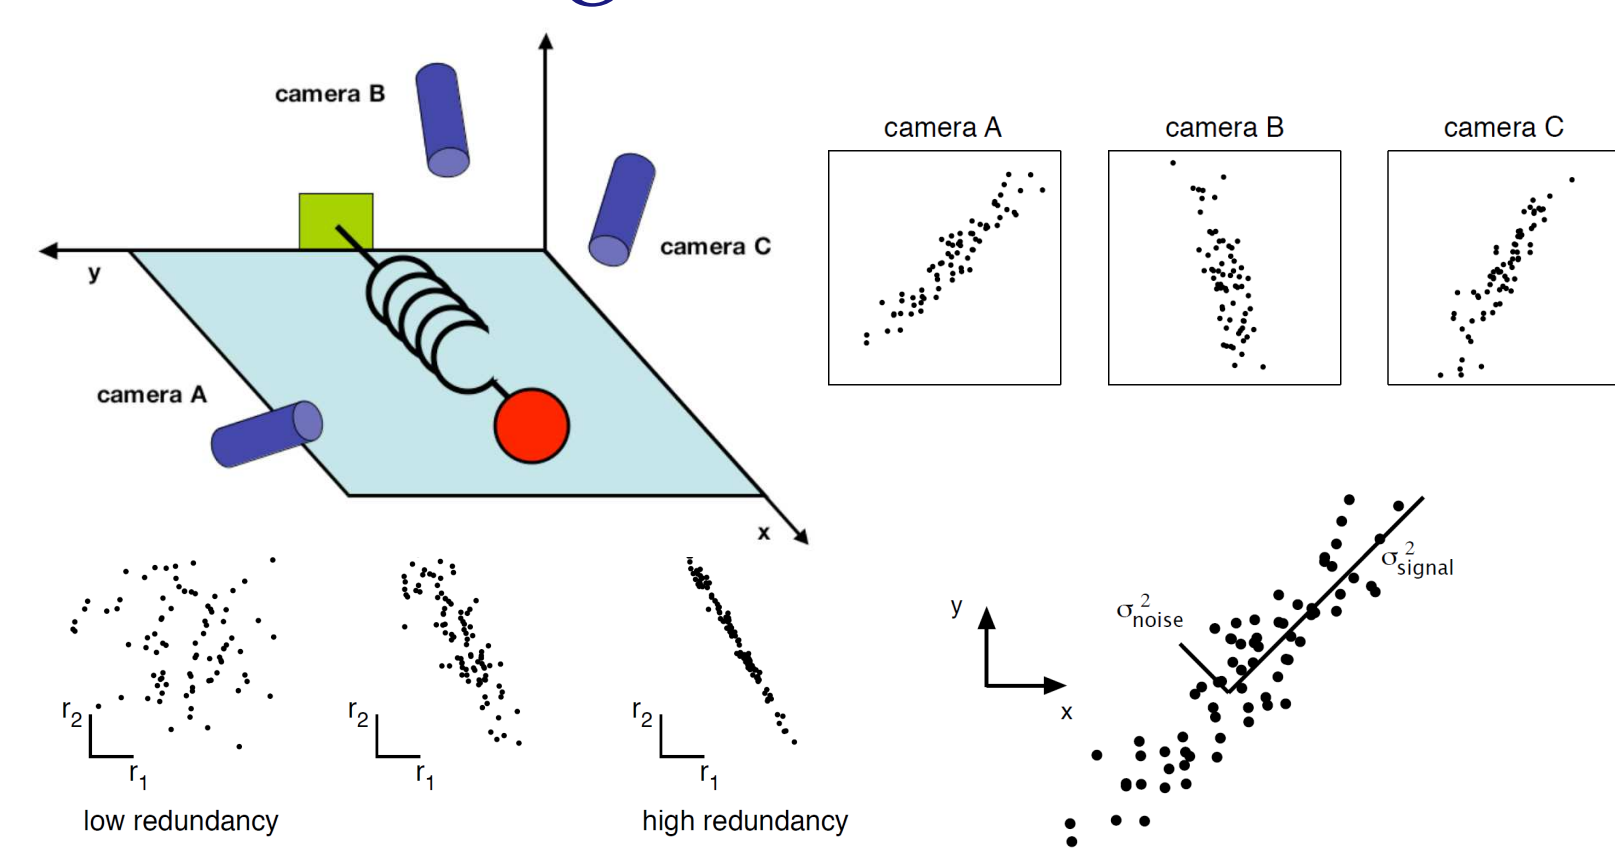 camera B
camera C
y
camera A
x
camera A
camera B
camera C
r2
r1
low redundancy
r2
r1
r2
r1
high redundancy
y
x
σ2noise
σ2signal